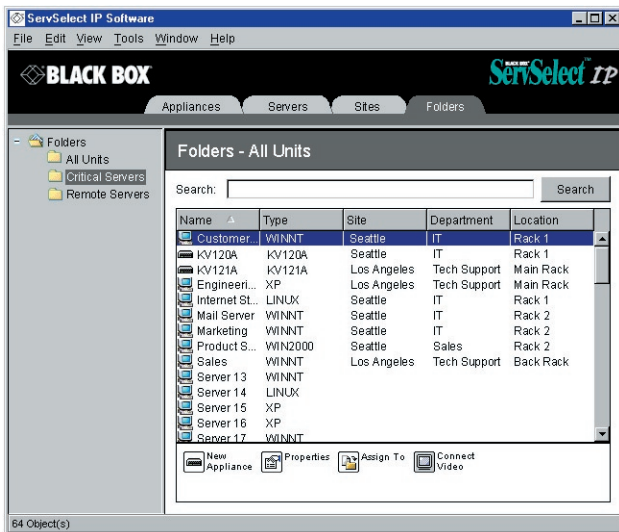 ServSelect IP Software
File Edit View Tools Window Help
BLACK BOX
BLACK BOX
ServSelect™ IP
Appliances Servers Sites Folders
Folders
All Units
Critical Servers
Remote Servers
Folders - All Units
Search: Search
Name Type Site Department Location
Customer... WINNT Seattle IT Rack 1
KV120A KV120A Seattle IT Rack 1
KV121A KV121A Los Angeles Tech Support Main Rack
Engineeri... XP Los Angeles Tech Support Main Rack
Internet St... LINUX Seattle IT Rack 1
Mail Server WINNT Seattle IT Rack 2
Marketing WINNT Seattle IT Rack 2
Product S... WIN2000 Seattle Sales Rack 2
Sales WINNT Los Angeles Tech Support Back Rack
Server 13 WINNT
Server 14 LINUX
Server 15 XP
Server 16 XP
Server 17 WINNT
New Appliance Properties Assign To Connect Video
64 Object(s)